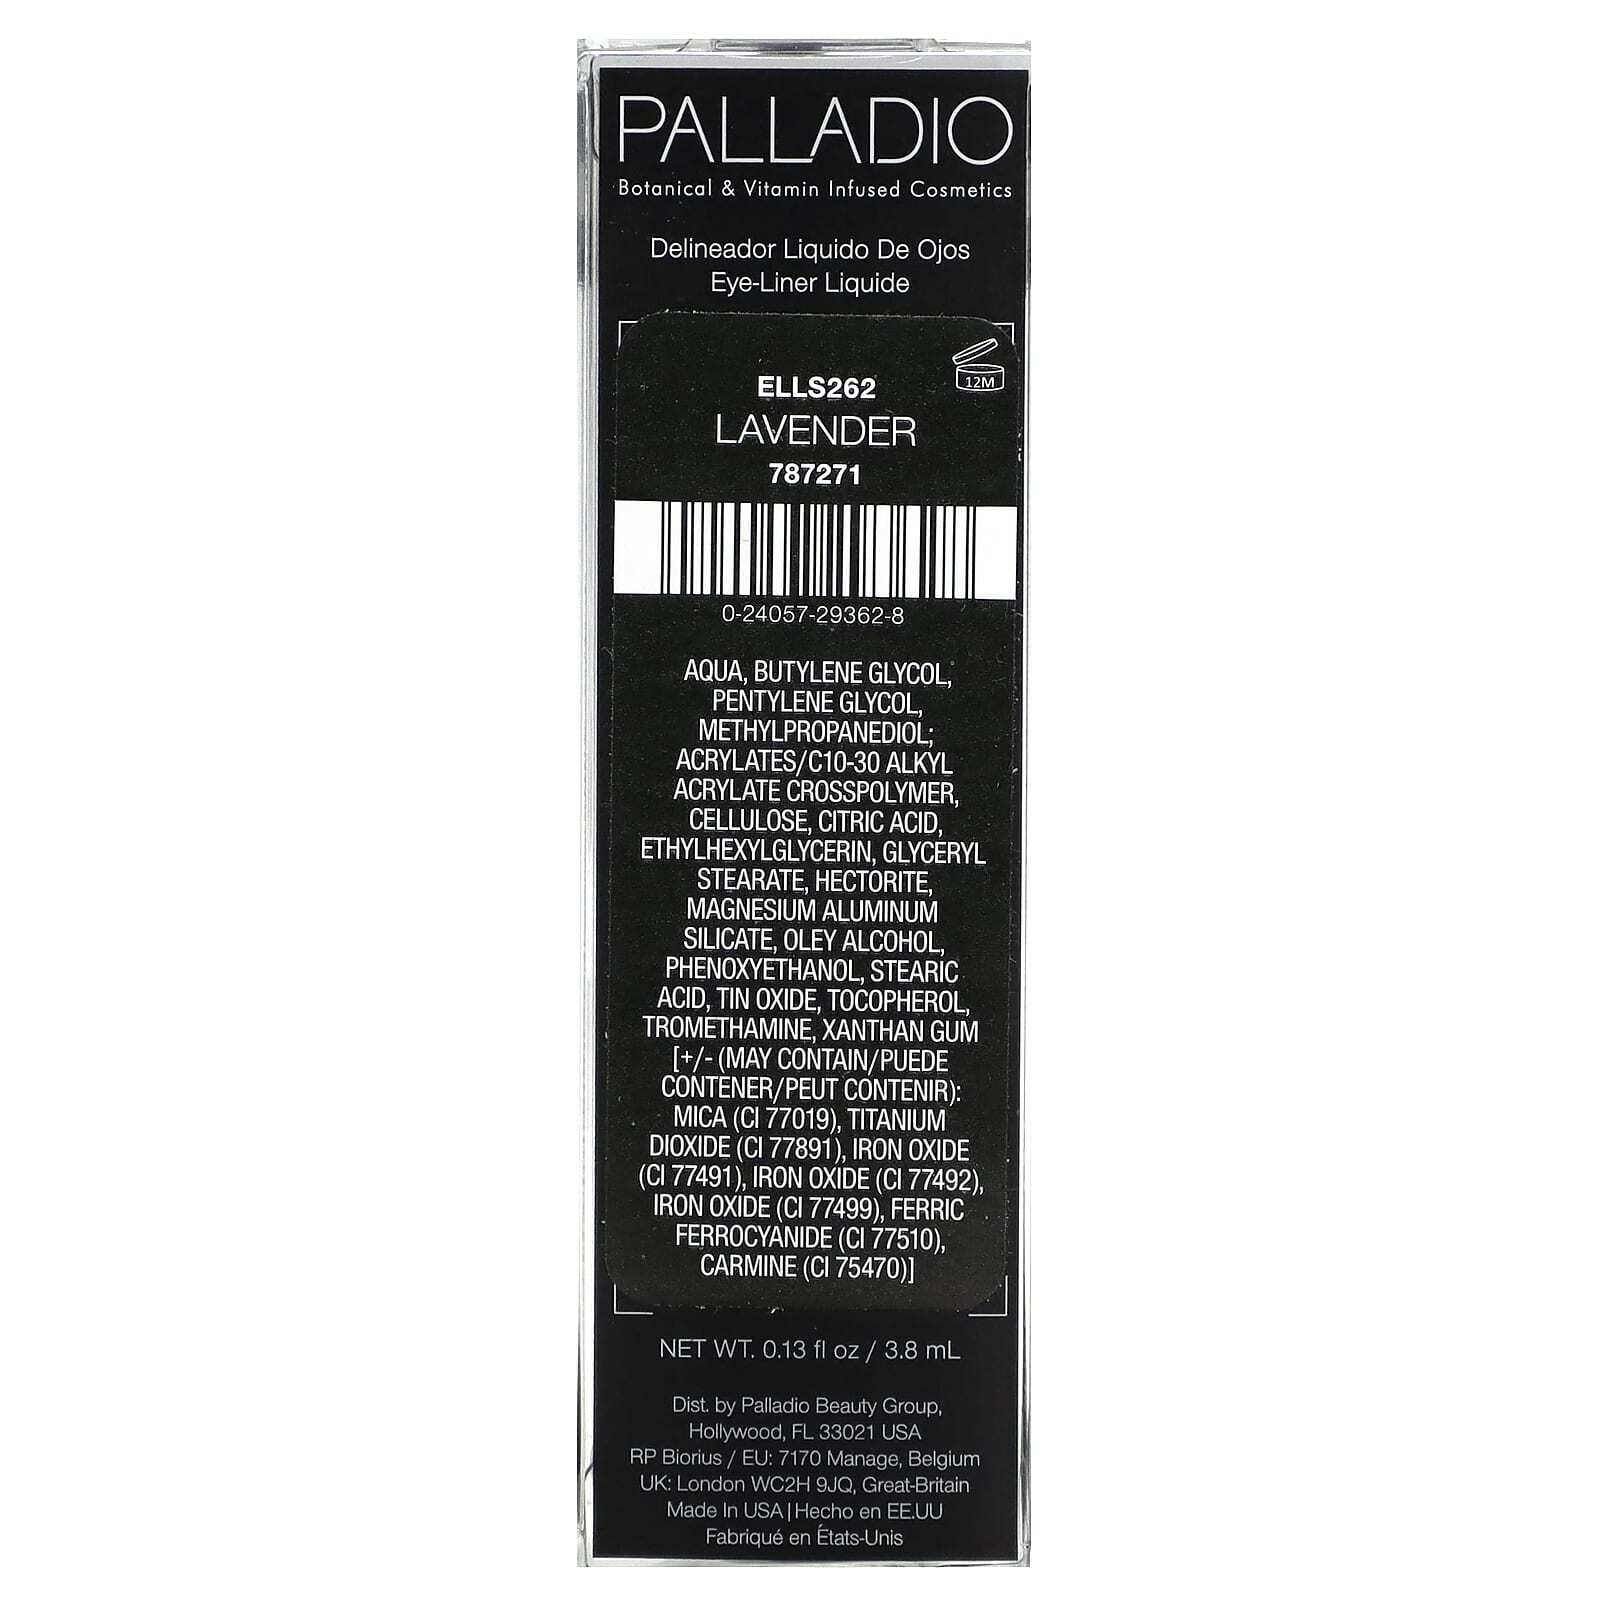 PALLADIO
Botanical & Vitamin Infused Cosmetics
Delineador Liquido De Ojos
Eye-Liner Liquide
12M
ELLS262
LAVENDER
787271
0-24057-29362-8
AQUA, BUTYLENE GLYCOL,
PENTYLENE GLYCOL,
METHYLPROPANEDIOL;
ACRYLATES/C10-30 ALKYL
ACRYLATE CROSSPOLYMER,
CELLULOSE, CITRIC ACID,
ETHYLHEXYLGLYCERIN, GLYCERYL
STEARATE, HECTORITE,
MAGNESIUM ALUMINUM
SILICATE, OLEY ALCOHOL,
PHENOXYETHANOL, STEARIC
ACID, TIN OXIDE, TOCOPHEROL,
TROMETHAMINE, XANTHAN GUM
[+/- (MAY CONTAIN/PUEDE
CONTENER/PEUT CONTENIR):
MICA (CI 77019), TITANIUM
DIOXIDE (CI 77891), IRON OXIDE
(CI 77491), IRON OXIDE (CI 77492),
IRON OXIDE (CI 77499), FERRIC
FERROCYANIDE (CI 77510),
CARMINE (CI 75470)]
NET WT. 0.13 fl oz / 3.8 mL
Dist. by Palladio Beauty Group,
Hollywood, FL 33021 USA
RP Biorius / EU: 7170 Manage, Belgium
UK: London WC2H 9JQ, Great-Britain
Made In USA|Hecho en EE.UU
Fabriqué en États-Unis